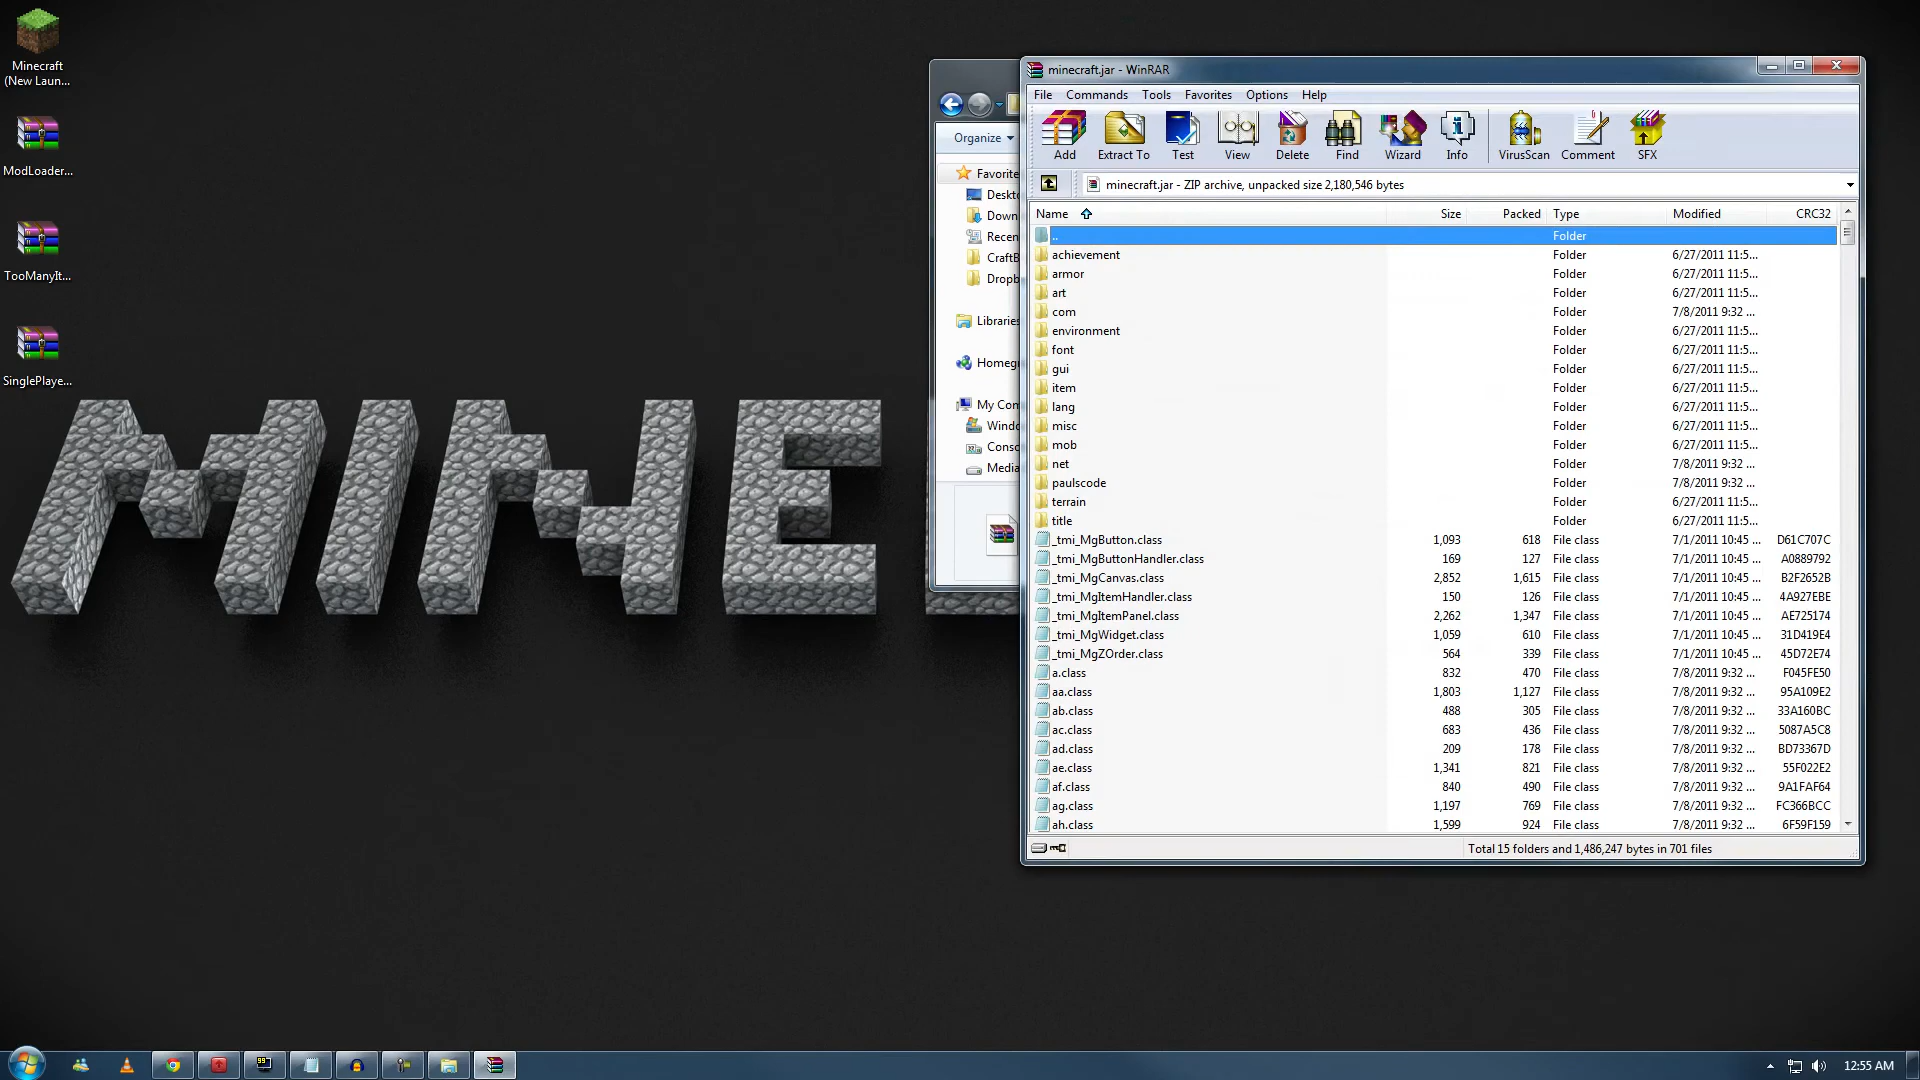 Minecraft
(New Laun...
ModLoader...
TooManyIt...
SinglePlaye...
MINE
Organize
Favorite
Deskto
Down
Recen
CraftB
Dropb
Libraries
Homegr
My Com
Windo
Conso
Media
minecraft.jar - WinRAR
File Commands Tools Favorites Options Help
Add Extract To Test View Delete Find Wizard Info VirusScan Comment SFX
minecraft.jar - ZIP archive, unpacked size 2,180,546 bytes
Name Size Packed Type Modified CRC32
.. Folder
achievement Folder 6/27/2011 11:5...
armor Folder 6/27/2011 11:5...
art Folder 6/27/2011 11:5...
com Folder 7/8/2011 9:32 ...
environment Folder 6/27/2011 11:5...
font Folder 6/27/2011 11:5...
gui Folder 6/27/2011 11:5...
item Folder 6/27/2011 11:5...
lang Folder 6/27/2011 11:5...
misc Folder 6/27/2011 11:5...
mob Folder 6/27/2011 11:5...
net Folder 7/8/2011 9:32 ...
paulscode Folder 7/8/2011 9:32 ...
terrain Folder 6/27/2011 11:5...
title Folder 6/27/2011 11:5...
_tmi_MgButton.class 1,093 618 File class 7/1/2011 10:45 ... D61C707C
_tmi_MgButtonHandler.class 169 127 File class 7/1/2011 10:45 ... A0889792
_tmi_MgCanvas.class 2,852 1,615 File class 7/1/2011 10:45 ... B2F2652B
_tmi_MgItemHandler.class 150 126 File class 7/1/2011 10:45 ... 4A927EBE
_tmi_MgItemPanel.class 2,262 1,347 File class 7/1/2011 10:45 ... AE725174
_tmi_MgWidget.class 1,059 610 File class 7/1/2011 10:45 ... 31D419E4
_tmi_MgZOrder.class 564 339 File class 7/1/2011 10:45 ... 45D72E74
a.class 832 470 File class 7/8/2011 9:32 ... F045FE50
aa.class 1,803 1,127 File class 7/8/2011 9:32 ... 95A109E2
ab.class 488 305 File class 7/8/2011 9:32 ... 33A160BC
ac.class 683 436 File class 7/8/2011 9:32 ... 5087A5C8
ad.class 209 178 File class 7/8/2011 9:32 ... BD73367D
ae.class 1,341 821 File class 7/8/2011 9:32 ... 55F022E2
af.class 840 490 File class 7/8/2011 9:32 ... 9A1FAF64
ag.class 1,197 769 File class 7/8/2011 9:32 ... FC366BCC
ah.class 1,599 924 File class 7/8/2011 9:32 ... 6F59F159
Total 15 folders and 1,486,247 bytes in 701 files
12:55 AM